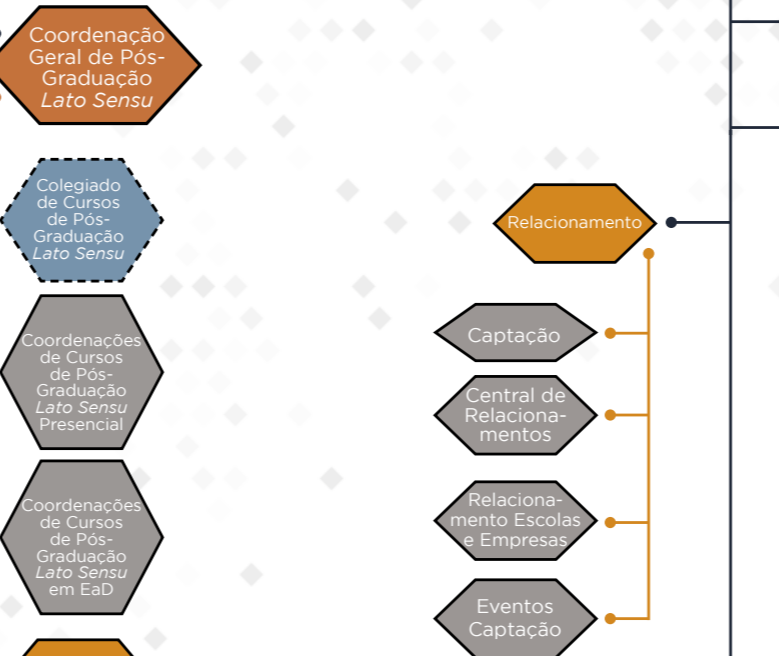 Coordenação
Geral de Pós-
Graduação
Lato Sensu
Colegiado
de Cursos
de Pós-
Graduação
Lato Sensu
Coordenações
de Cursos
de Pós-
Graduação
Lato Sensu
Presencial
Coordenações
de Cursos
de Pós-
Graduação
Lato Sensu
em EaD
Relacionamento
Captação
Central de
Relaciona-
mentos
Relaciona-
mento Escolas
e Empresas
Eventos
Captação